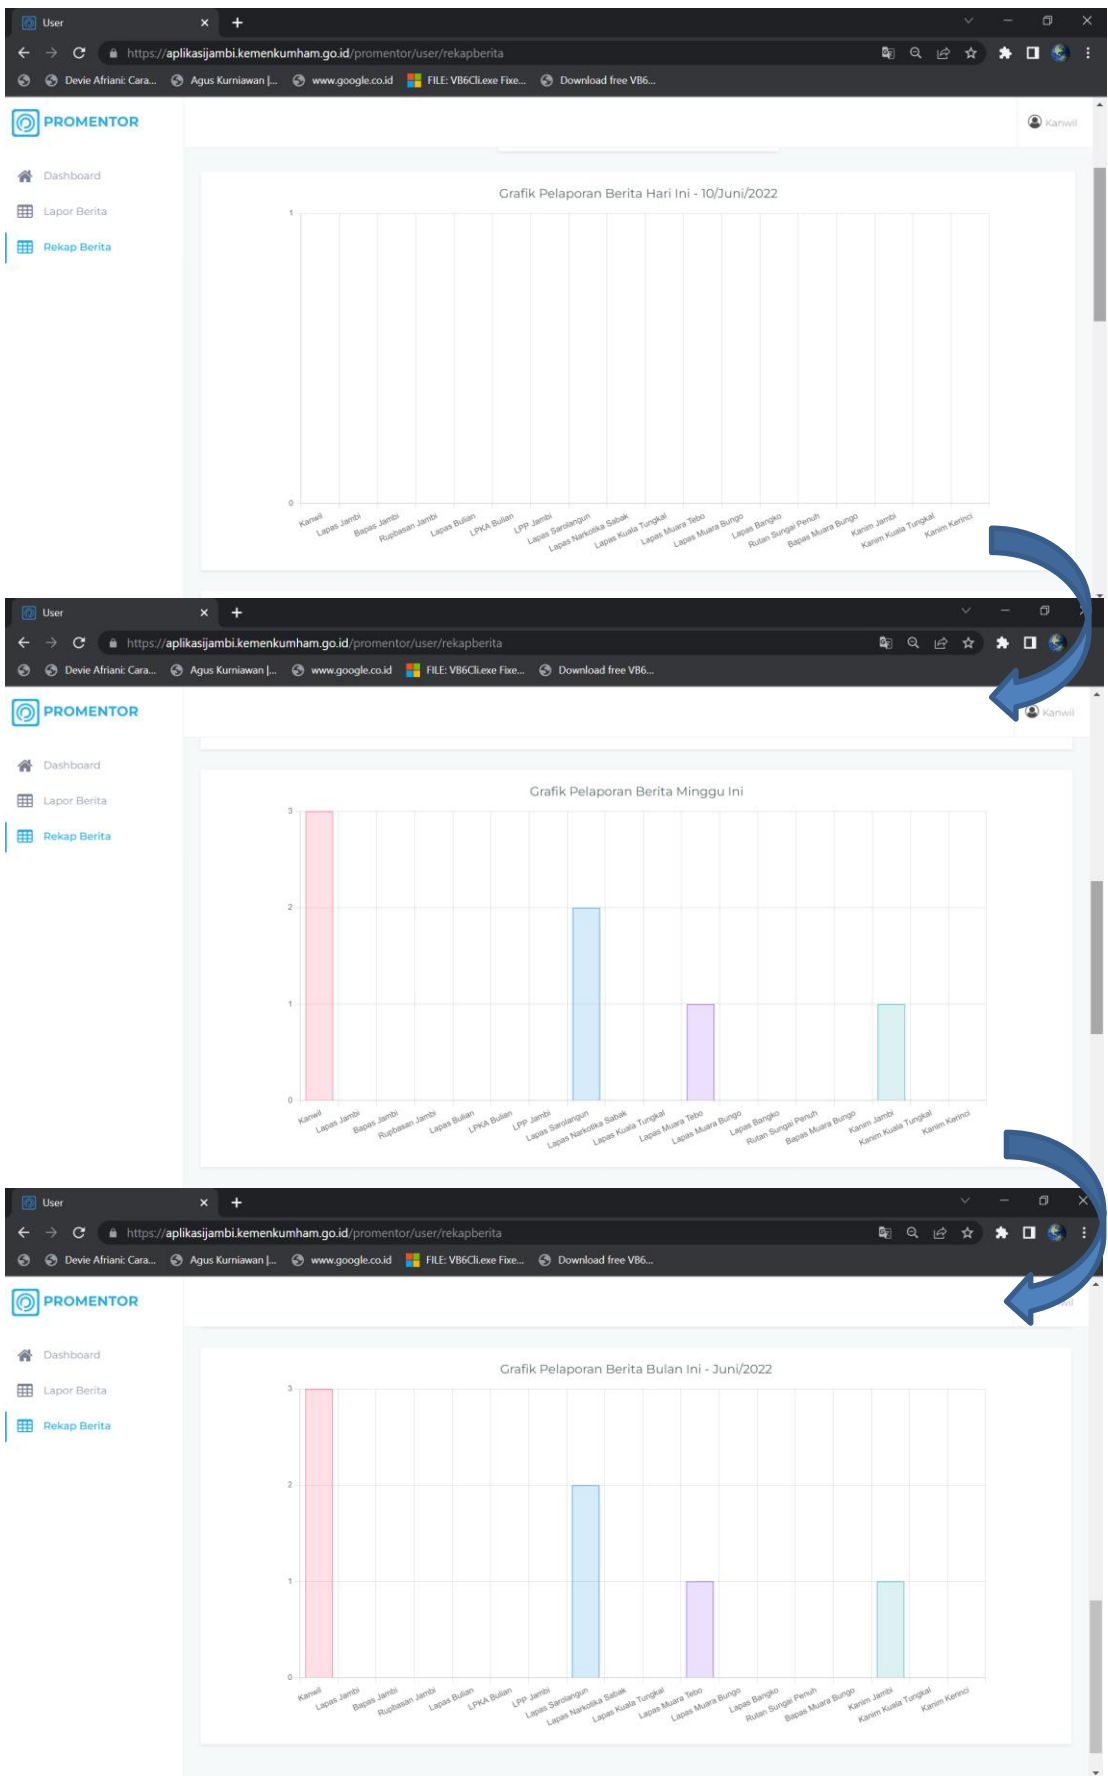 User
https://aplikasijambi.kemenkumham.go.id/promentor/user/rekapberita
Devie Afriani: Cara... Agus Kurniawan |... www.google.co.id FILE: VB6Cli.exe Fixe... Download free VB6...
PROMENTOR
Kanwil
Dashboard
Lapor Berita
Rekap Berita
Grafik Pelaporan Berita Hari Ini - 10/Juni/2022
1
0
Kanwil Lapas Jambi Bapas Jambi Rupbasan Jambi Lapas Bulian LPKA Bulian LPP Jambi Lapas Sarolangun Lapas Narkotika Sabak Lapas Kuala Tungkal Lapas Muara Tebo Lapas Muara Bungo Lapas Bangko Rutan Sungai Penuh Bapas Muara Bungo Kanim Jambi Kanim Kuala Tungkal Kanim Kerinci
User
https://aplikasijambi.kemenkumham.go.id/promentor/user/rekapberita
Devie Afriani: Cara... Agus Kurniawan |... www.google.co.id FILE: VB6Cli.exe Fixe... Download free VB6...
PROMENTOR
Kanwil
Dashboard
Lapor Berita
Rekap Berita
Grafik Pelaporan Berita Minggu Ini
3
2
1
0
Kanwil Lapas Jambi Bapas Jambi Rupbasan Jambi Lapas Bulian LPKA Bulian LPP Jambi Lapas Sarolangun Lapas Narkotika Sabak Lapas Kuala Tungkal Lapas Muara Tebo Lapas Muara Bungo Lapas Bangko Rutan Sungai Penuh Bapas Muara Bungo Kanim Jambi Kanim Kuala Tungkal Kanim Kerinci
User
https://aplikasijambi.kemenkumham.go.id/promentor/user/rekapberita
Devie Afriani: Cara... Agus Kurniawan |... www.google.co.id FILE: VB6Cli.exe Fixe... Download free VB6...
PROMENTOR
Dashboard
Lapor Berita
Rekap Berita
Grafik Pelaporan Berita Bulan Ini - Juni/2022
3
2
1
0
Kanwil Lapas Jambi Bapas Jambi Rupbasan Jambi Lapas Bulian LPKA Bulian LPP Jambi Lapas Sarolangun Lapas Narkotika Sabak Lapas Kuala Tungkal Lapas Muara Tebo Lapas Muara Bungo Lapas Bangko Rutan Sungai Penuh Bapas Muara Bungo Kanim Jambi Kanim Kuala Tungkal Kanim Kerinci